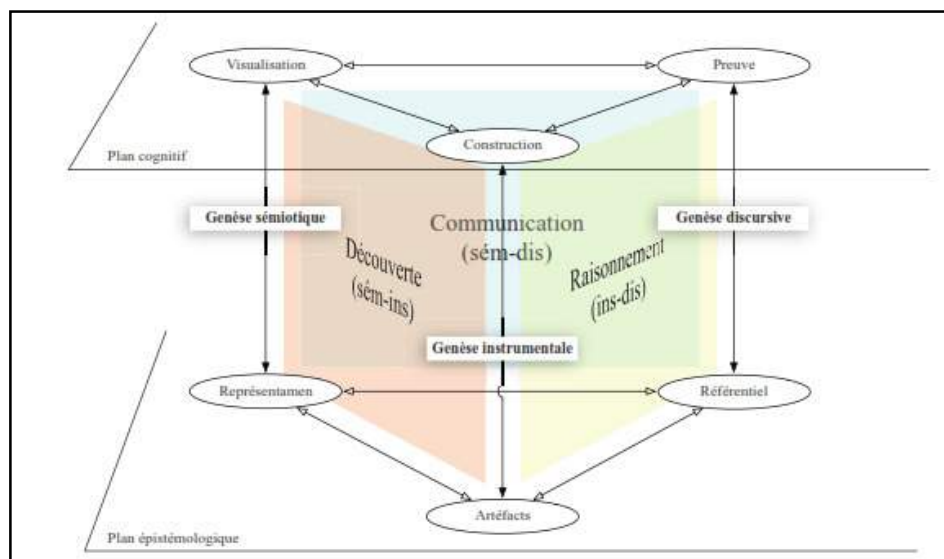 Visualisation
Preuve
Construction
Plan cognitif
Genèse sémiotique
Genèse discursive
Communication
(sém-dis)
Découverte
(sém-ins)
Raisonnement
(ins-dis)
Genèse instrumentale
Représentamen
Référentiel
Artéfacts
Plan épistémologique